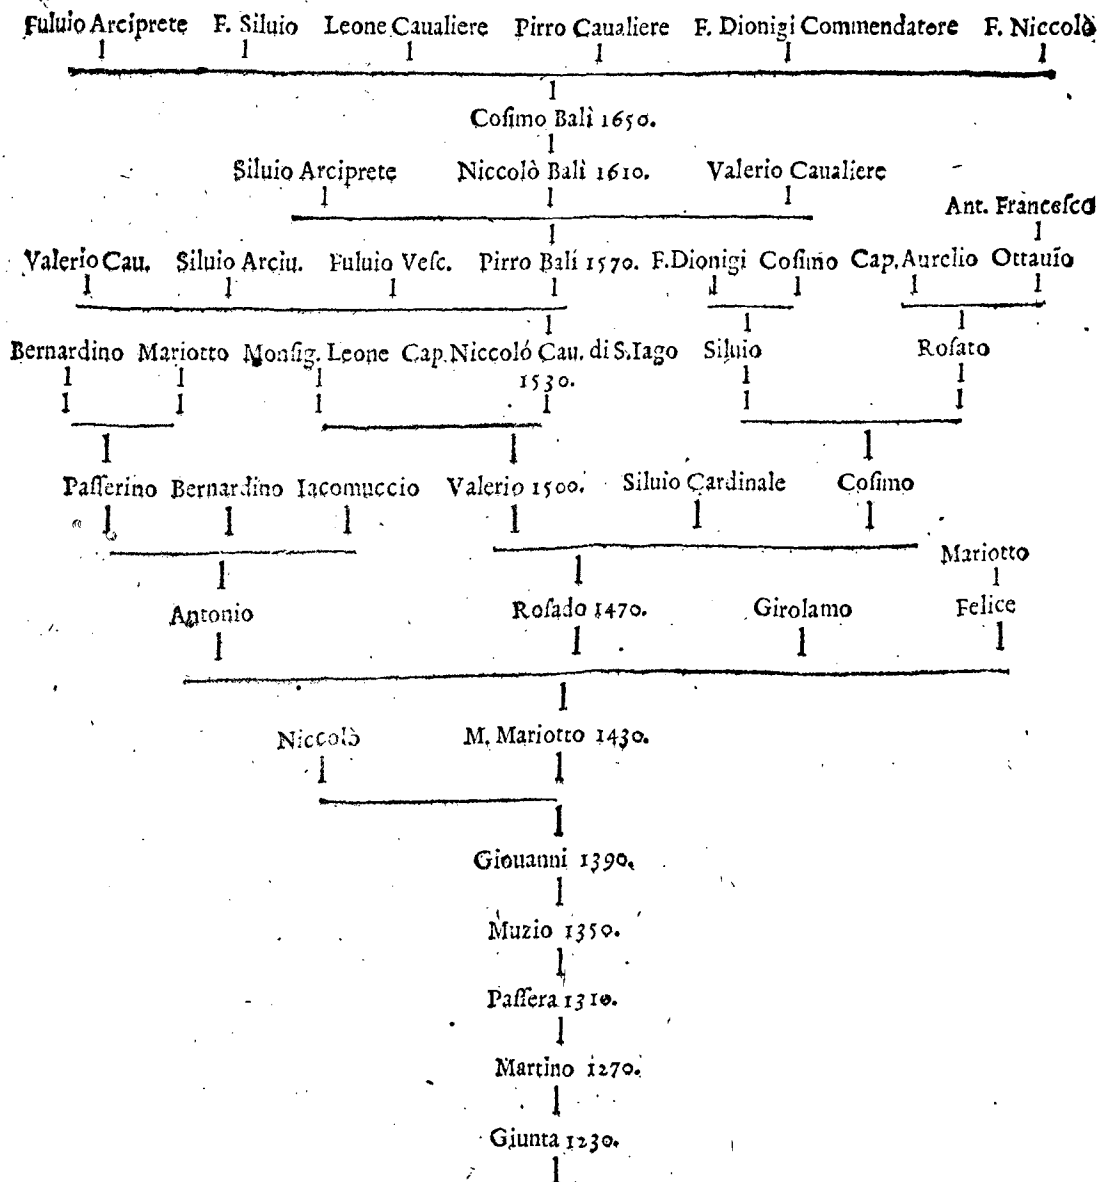 Fuluio Arciprete F. Siluio Leone Caualiere Pirro Caualiere F. Dionigi Commendatore F. Niccolò
Cosimo Balì 1650.
Siluio Arciprete Niccolò Balì 1610. Valerio Caualiere
Ant. Francesco
Valerio Cau. Siluio Arciu. Fuluio Vesc. Pirro Balí 1570. F. Dionigi Cosimo Cap. Aurelio Ottauio
Bernardino Mariotto Monsig. Leone Cap. Niccoló Cau. di S. Iago Siluio Rosato
1530.
Passerino Bernardino Iacomuccio Valerio 1500. Siluio Cardinale Cosimo
Mariotto
Antonio Rosado 1470. Girolamo Felice
Niccolò M. Mariotto 1430.
Giouanni 1390.
Muzio 1350.
Passera 1310.
Martino 1270.
Giunta 1230.